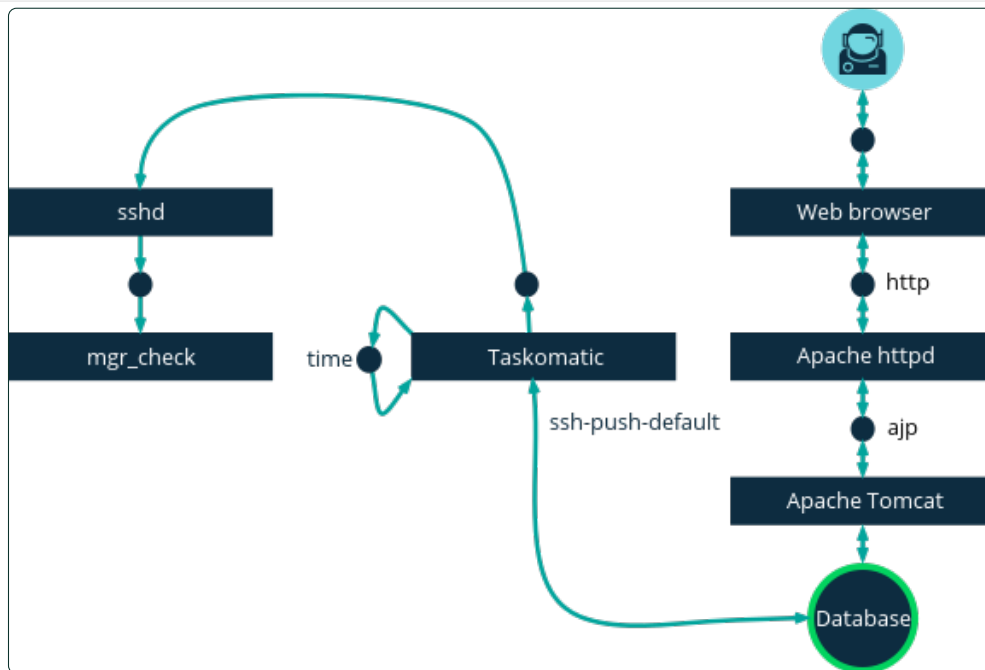 sshd
Web browser
http
mgr_check
time
Taskomatic
Apache httpd
ssh-push-default
ajp
Apache Tomcat
Database